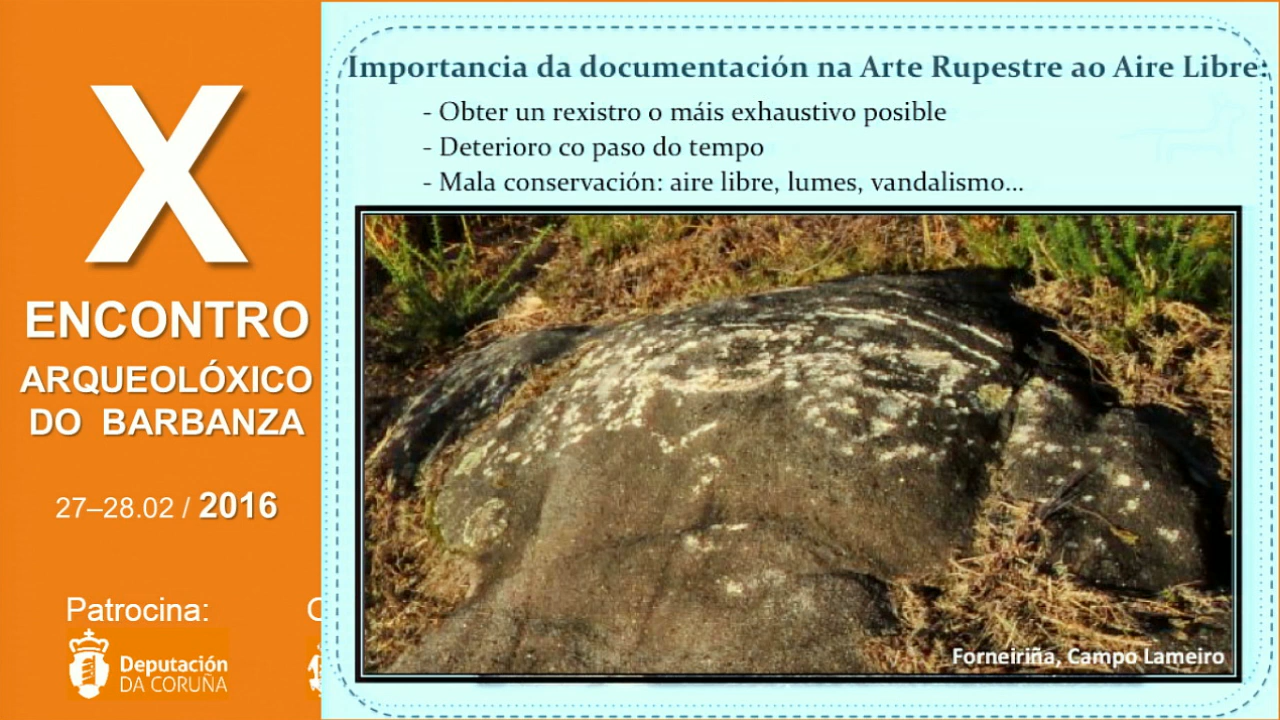 X
ENCONTRO
ARQUEOLÓXICO
DO BARBANZA
27–28.02 / 2016
Patrocina:
Deputación
DA CORUÑA
Importancia da documentación na Arte Rupestre ao Aire Libre:
- Obter un rexistro o máis exhaustivo posible
- Deterioro co paso do tempo
- Mala conservación: aire libre, lumes, vandalismo...
Forneiriña, Campo Lameiro